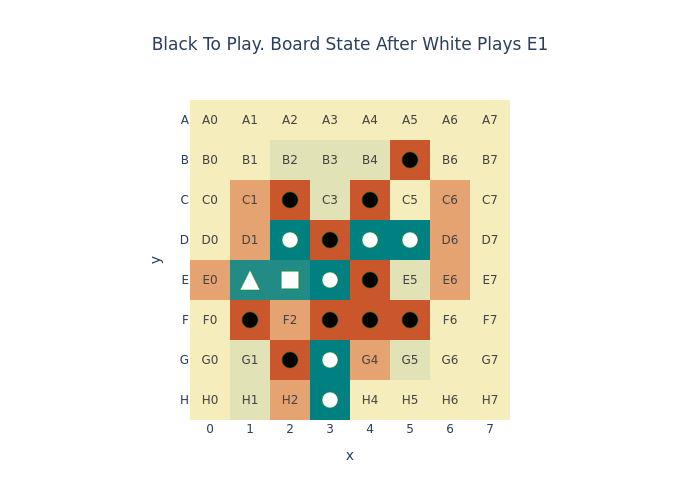 Black To Play. Board State After White Plays E1
A A0 A1 A2 A3 A4 A5 A6 A7
B B0 B1 B2 B3 B4 B6 B7
C C0 C1 C3 C5 C6 C7
D D0 D1 D6 D7
y
E E0 E5 E6 E7
F F0 F2 F6 F7
G G0 G1 G4 G5 G6 G7
H H0 H1 H2 H4 H5 H6 H7
0 1 2 3 4 5 6 7
x